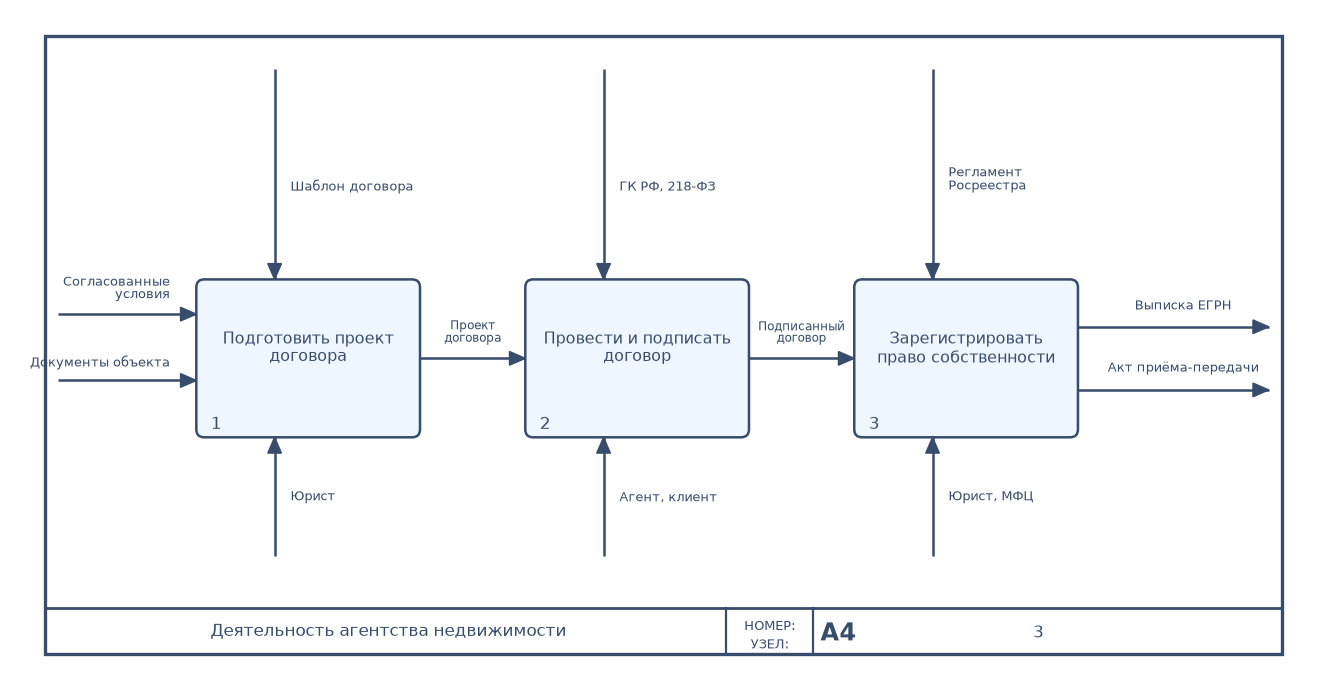 Шаблон договора
ГК РФ, 218-ФЗ
Регламент
Росреестра
Согласованные
условия
Документы объекта
Подготовить проект
договора
1
Проект
договора
Провести и подписать
договор
2
Подписанный
договор
Зарегистрировать
право собственности
3
Выписка ЕГРН
Акт приёма-передачи
Юрист
Агент, клиент
Юрист, МФЦ
Деятельность агентства недвижимости
НОМЕР:
УЗЕЛ:
А4
3